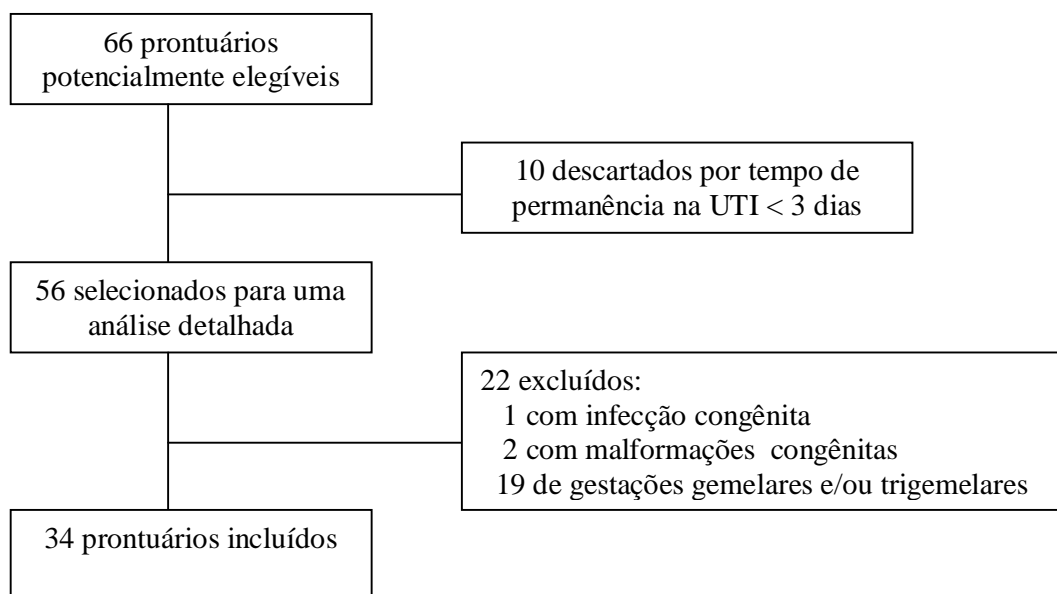 66 prontuários
potencialmente elegíveis
10 descartados por tempo de
permanência na UTI < 3 dias
56 selecionados para uma
análise detalhada
22 excluídos:
1 com infecção congênita
2 com malformações congênitas
19 de gestações gemelares e/ou trigemelares
34 prontuários incluídos